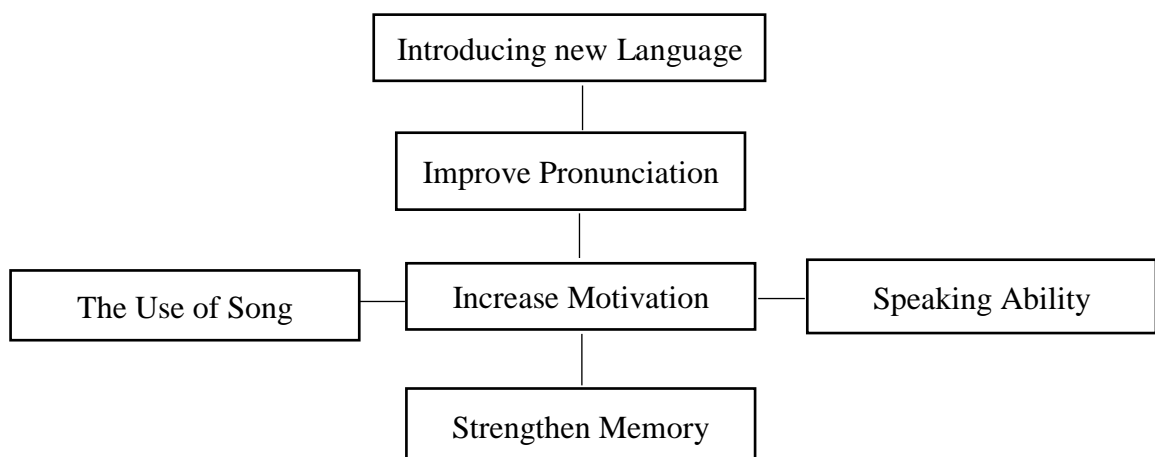 Introducing new Language
Improve Pronunciation
The Use of Song
Increase Motivation
Speaking Ability
Strengthen Memory